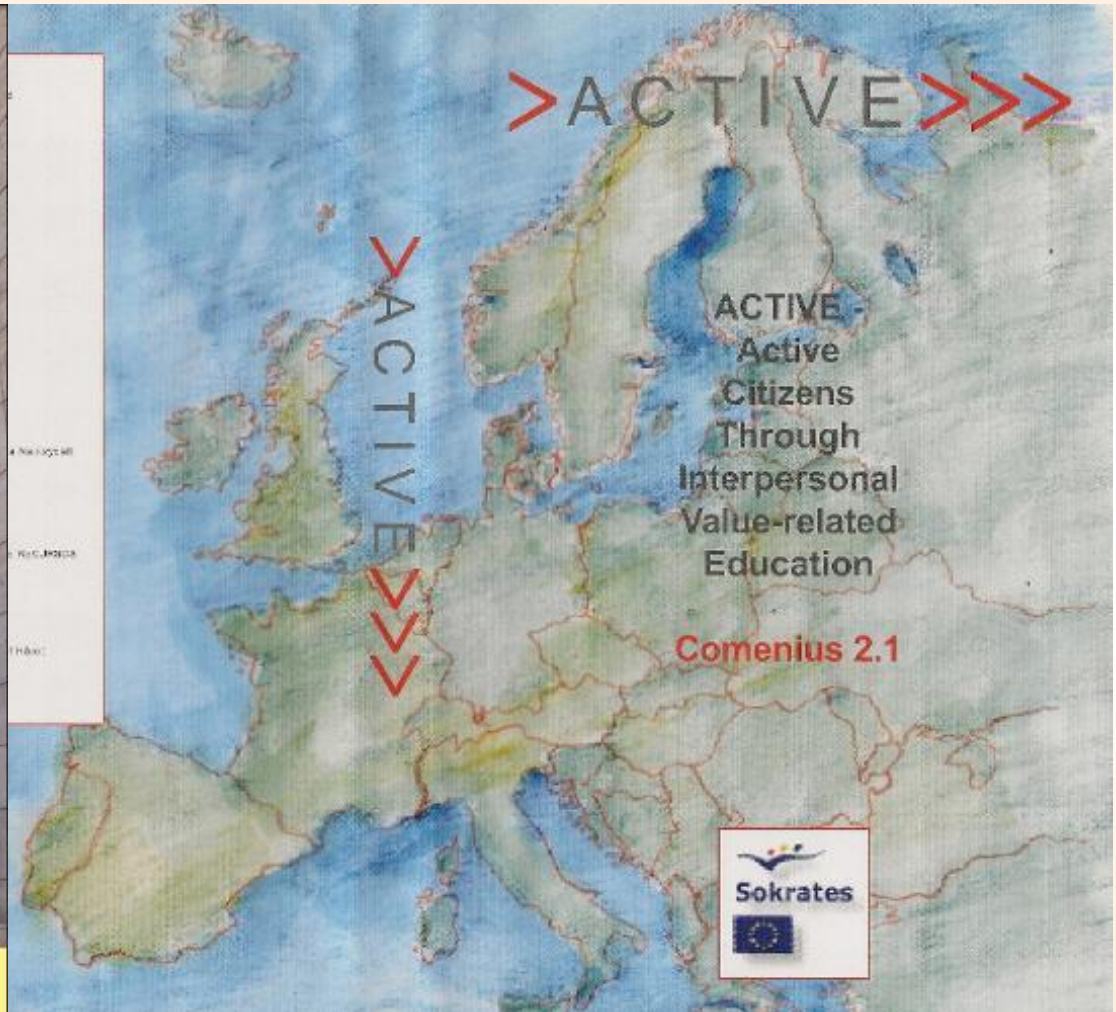 >ACTIVE>>>
>ACTIVE>>>
ACTIVE -
Active
Citizens
Through
Interpersonal
Value-related
Education
Comenius 2.1
Sokrates